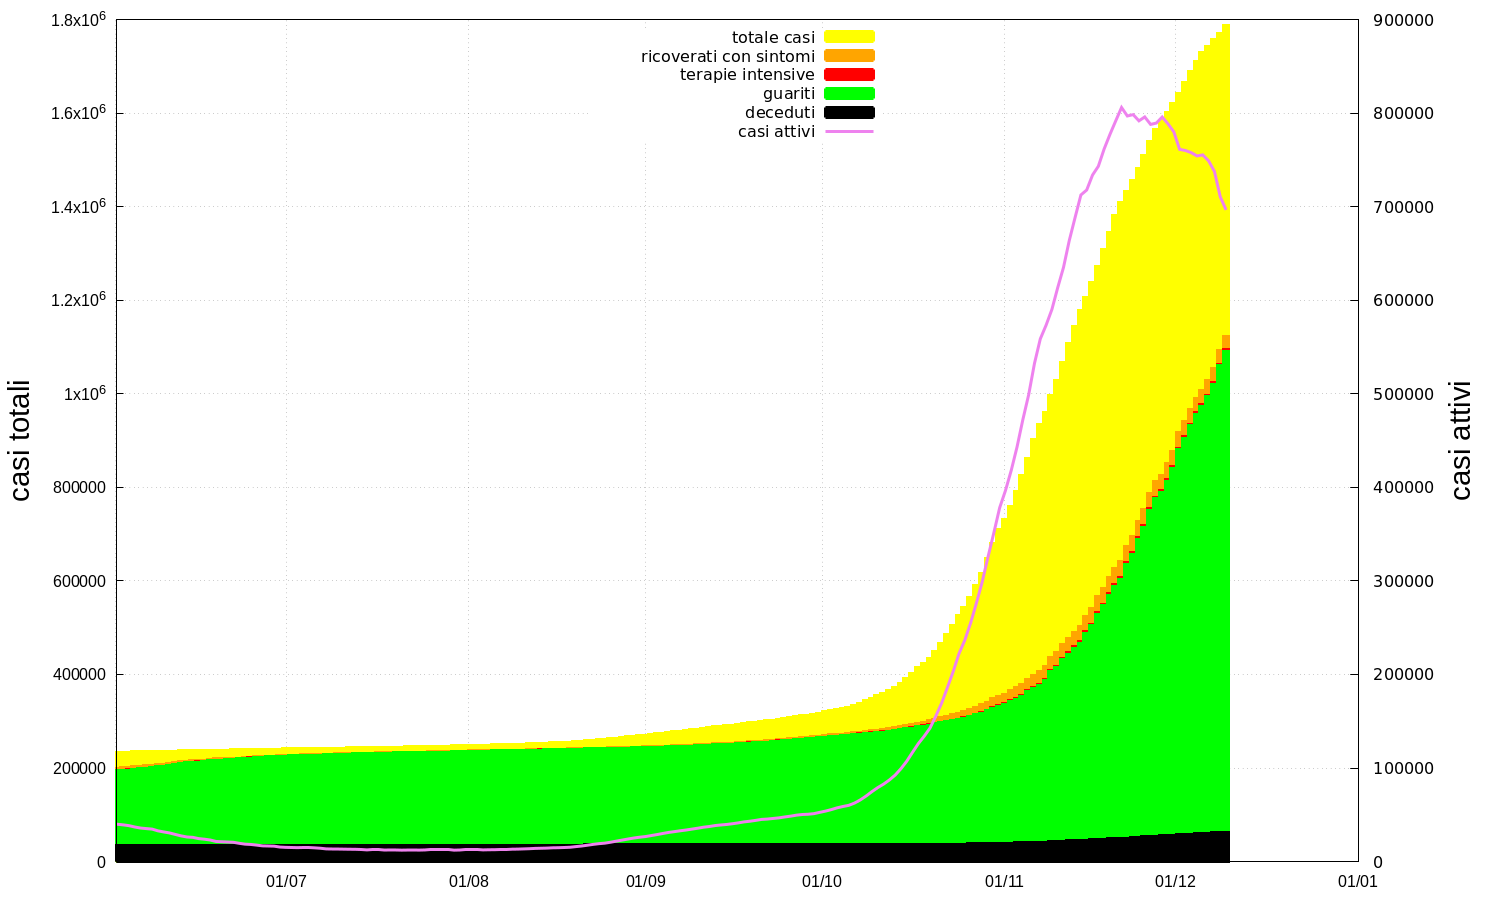 1.8x10⁶
1.6x10⁶
1.4x10⁶
1.2x10⁶
1x10⁶
800000
600000
400000
200000
0
casi totali
totale casi
ricoverati con sintomi
terapie intensive
guariti
deceduti
casi attivi
900000
800000
700000
600000
500000
400000
300000
200000
100000
0
casi attivi
01/07
01/08
01/09
01/10
01/11
01/12
01/01